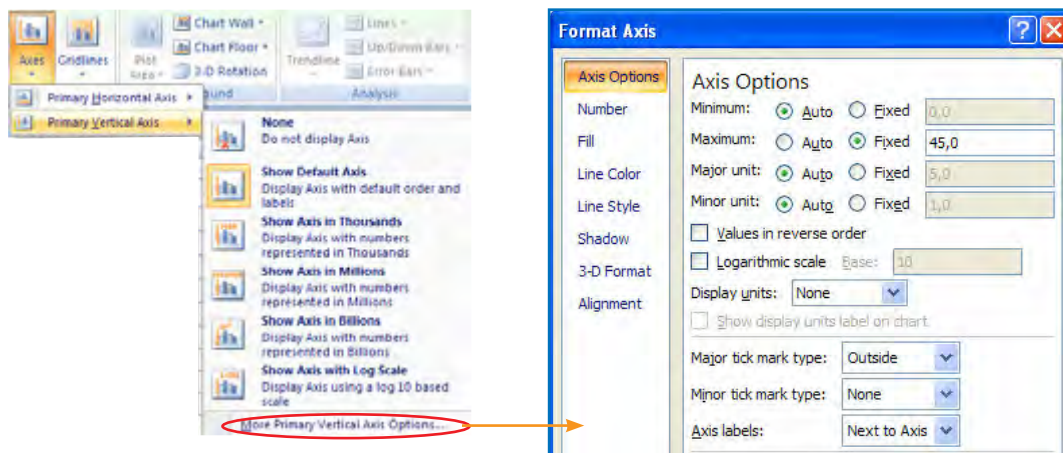 Chart Wall
Lines
Chart Floor
Up/Down Bars
Axes
Gridlines
Plot
Area
3-D Rotation
Trendline
Error Bars
Primary Horizontal Axis
ound
Analysis
Primary Vertical Axis
None
Do not display Axis
Show Default Axis
Display Axis with default order and
labels
Show Axis in Thousands
Display Axis with numbers
represented in Thousands
Show Axis in Millions
Display Axis with numbers
represented in Millions
Show Axis in Billions
Display Axis with numbers
represented in Billions
Show Axis with Log Scale
Display Axis using a log 10 based
scale
More Primary Vertical Axis Options...
Format Axis
Axis Options
Number
Fill
Line Color
Line Style
Shadow
3-D Format
Alignment
Axis Options
Minimum: Auto Fixed 0,0
Maximum: Auto Fixed 45,0
Major unit: Auto Fixed 5,0
Minor unit: Auto Fixed 1,0
Values in reverse order
Logarithmic scale Base: 10
Display units: None
Show display units label on chart
Major tick mark type: Outside
Minor tick mark type: None
Axis labels: Next to Axis